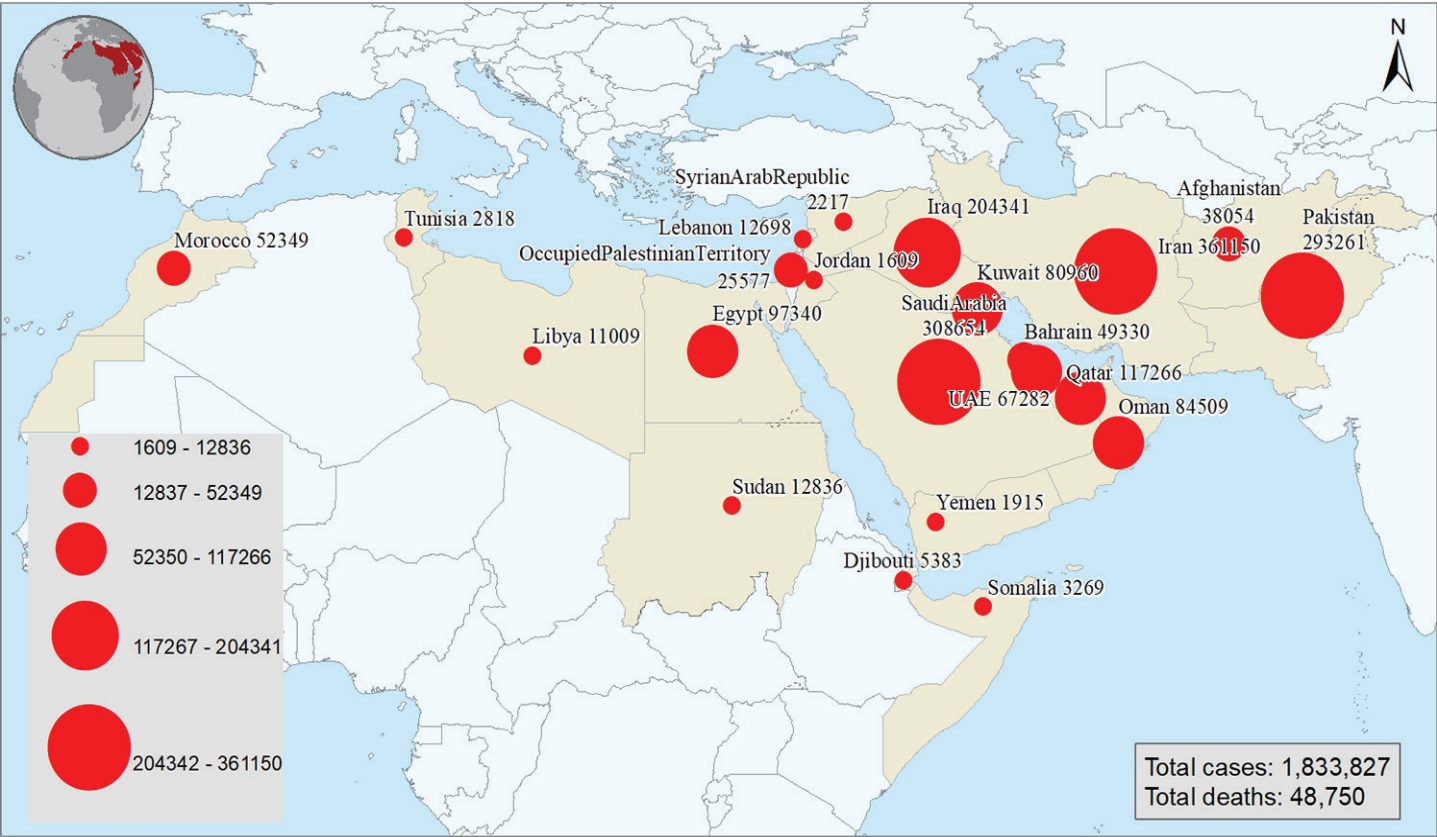 N
SyrianArabRepublic
2217
Afghanistan
38054
Iraq 204341
Pakistan
293261
Tunisia 2818
Lebanon 12698
Morocco 52349
Iran 361150
OccupiedPalestinianTerritory
25577
Jordan 1609
Kuwait 80960
SaudiArabia
308654
Egypt 97340
Libya 11009
Bahrain 49330
Qatar 117266
UAE 67282
Oman 84509
Sudan 12836
Yemen 1915
Djibouti 5383
Somalia 3269
1609 - 12836
12837 - 52349
52350 - 117266
117267 - 204341
204342 - 361150
Total cases: 1,833,827
Total deaths: 48,750